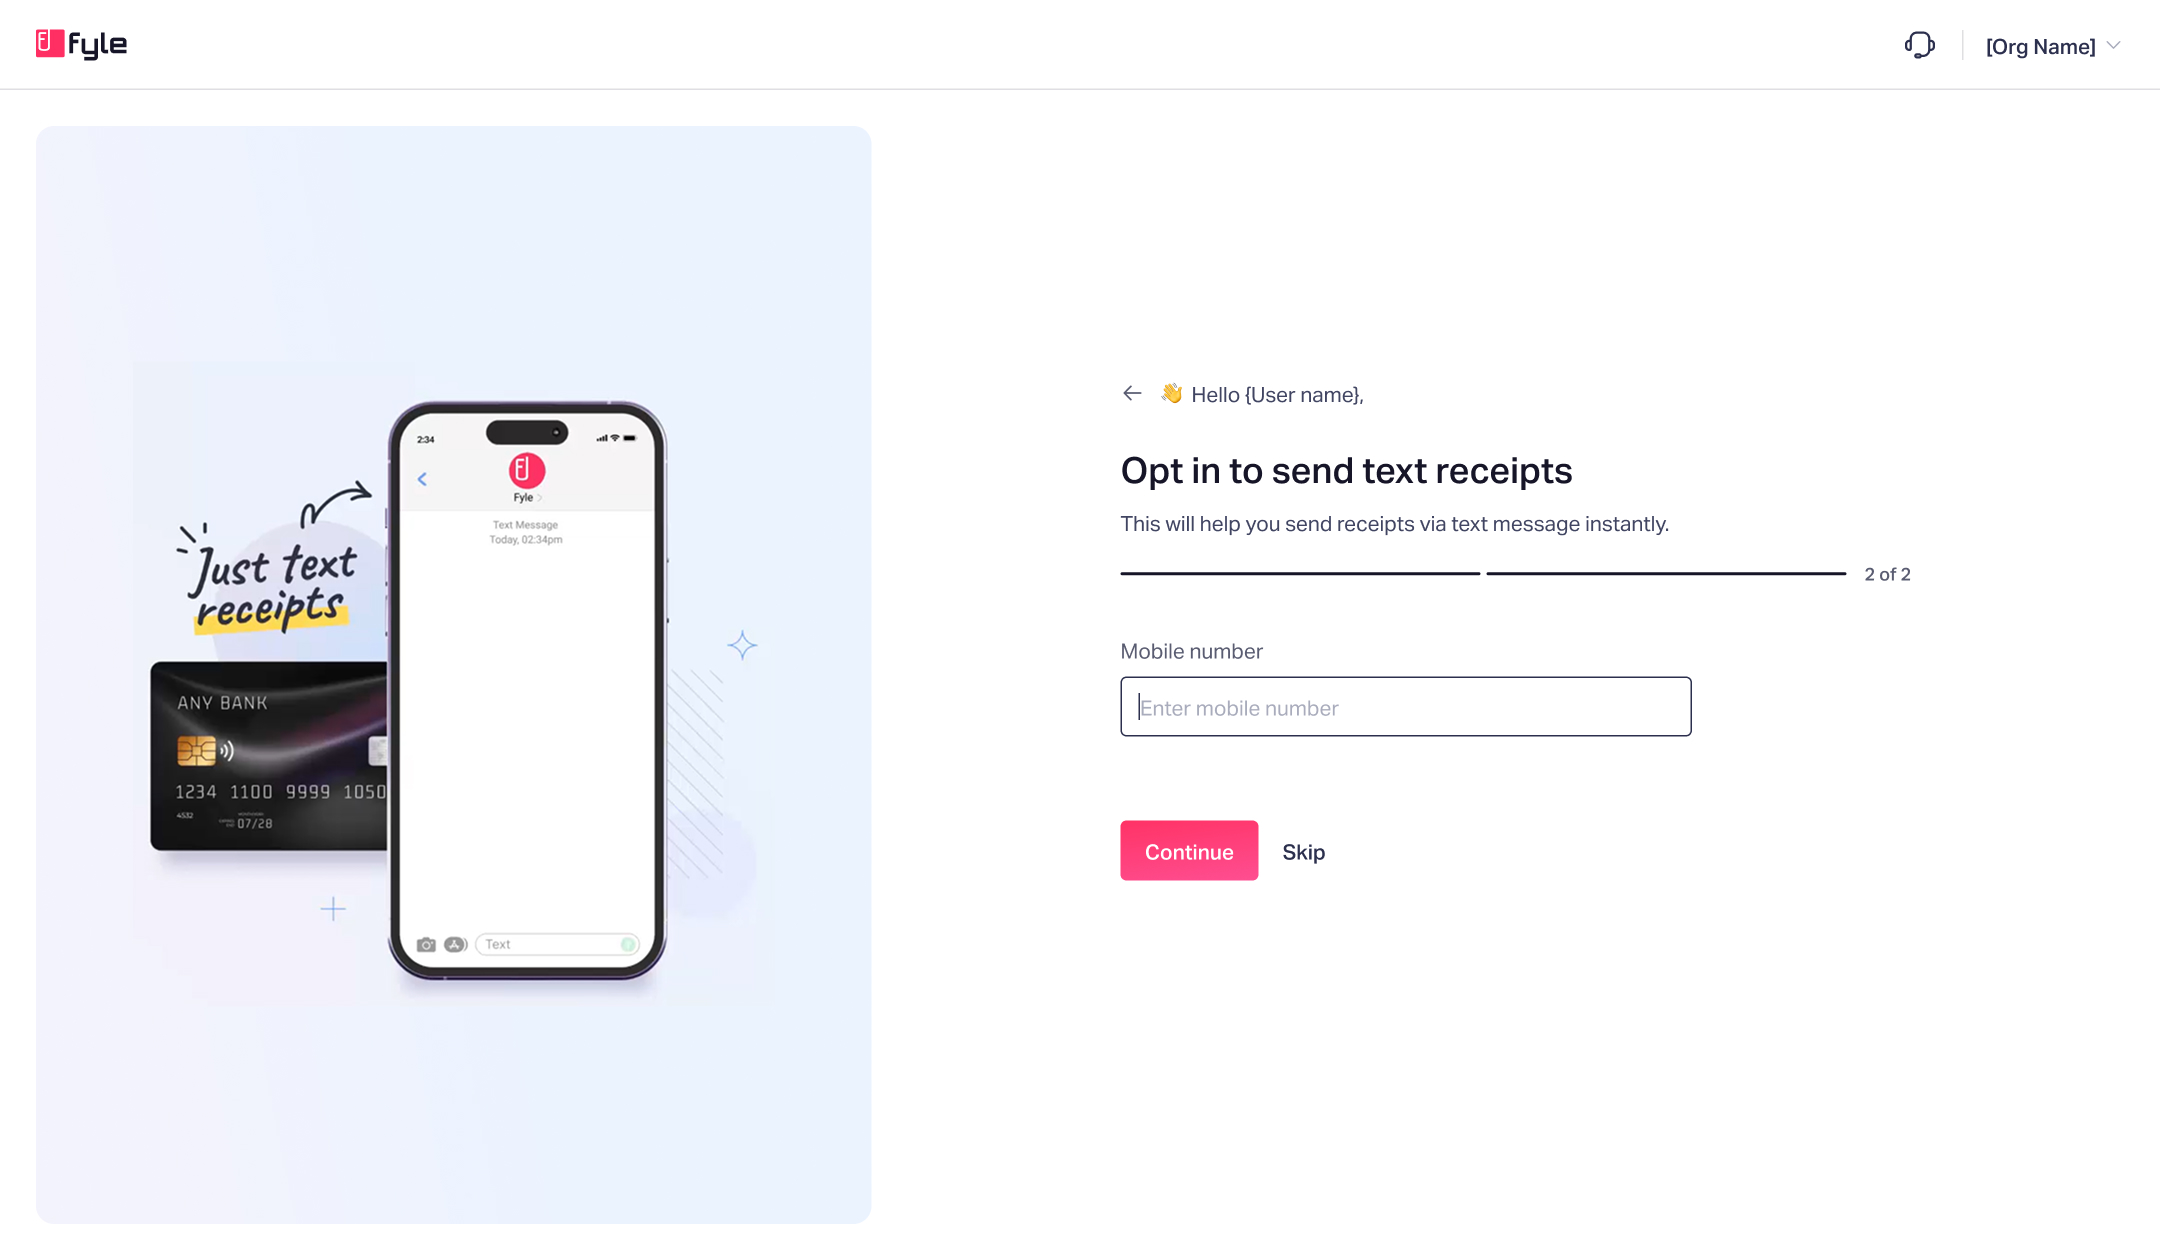 fyle
[Org Name]
2:34
Fyle
Text Message
Today, 02:34pm
Just text
receipts
ANY BANK
1234 1100 9999 1050
4532
07/28
Text
👋 Hello {User name},
Opt in to send text receipts
This will help you send receipts via text message instantly.
2 of 2
Mobile number
Enter mobile number
Continue
Skip